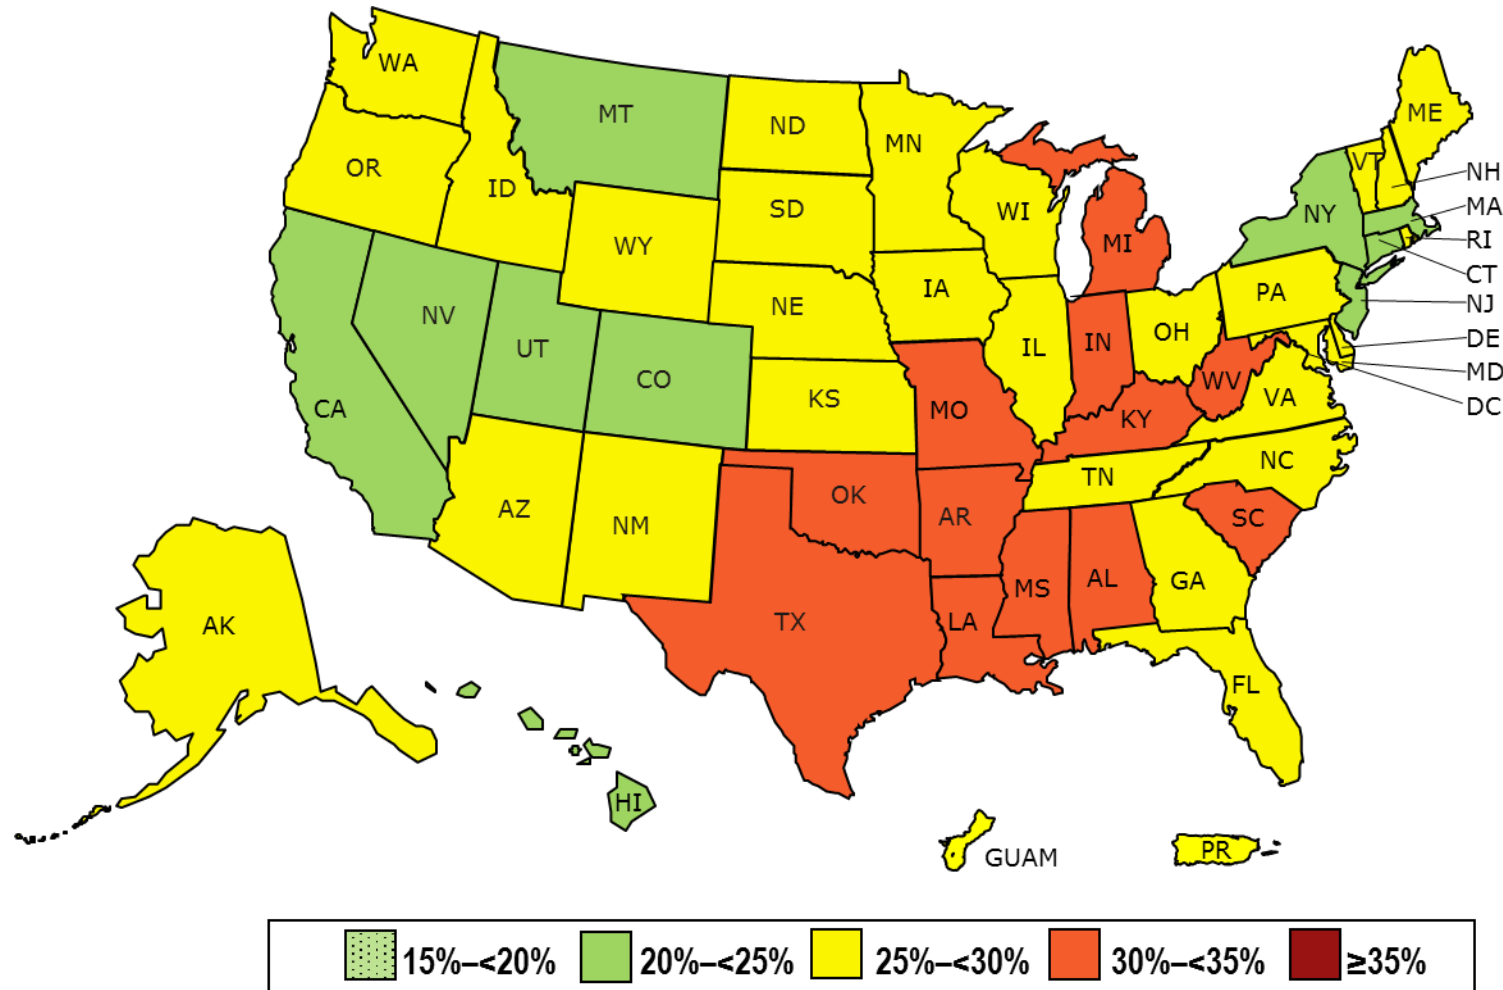 WA
MT
ND
MN
ME
OR
ID
SD
WI
VT
NH
NY
MA
WY
MI
RI
CT
NE
IA
PA
NJ
NV
UT
IL
IN
OH
DE
CO
KS
WV
VA
MD
CA
MO
KY
DC
AZ
NM
OK
AR
TN
NC
SC
AK
TX
LA
MS
AL
GA
FL
HI
GUAM
PR
15%–<20%
20%–<25%
25%–<30%
30%–<35%
≥35%